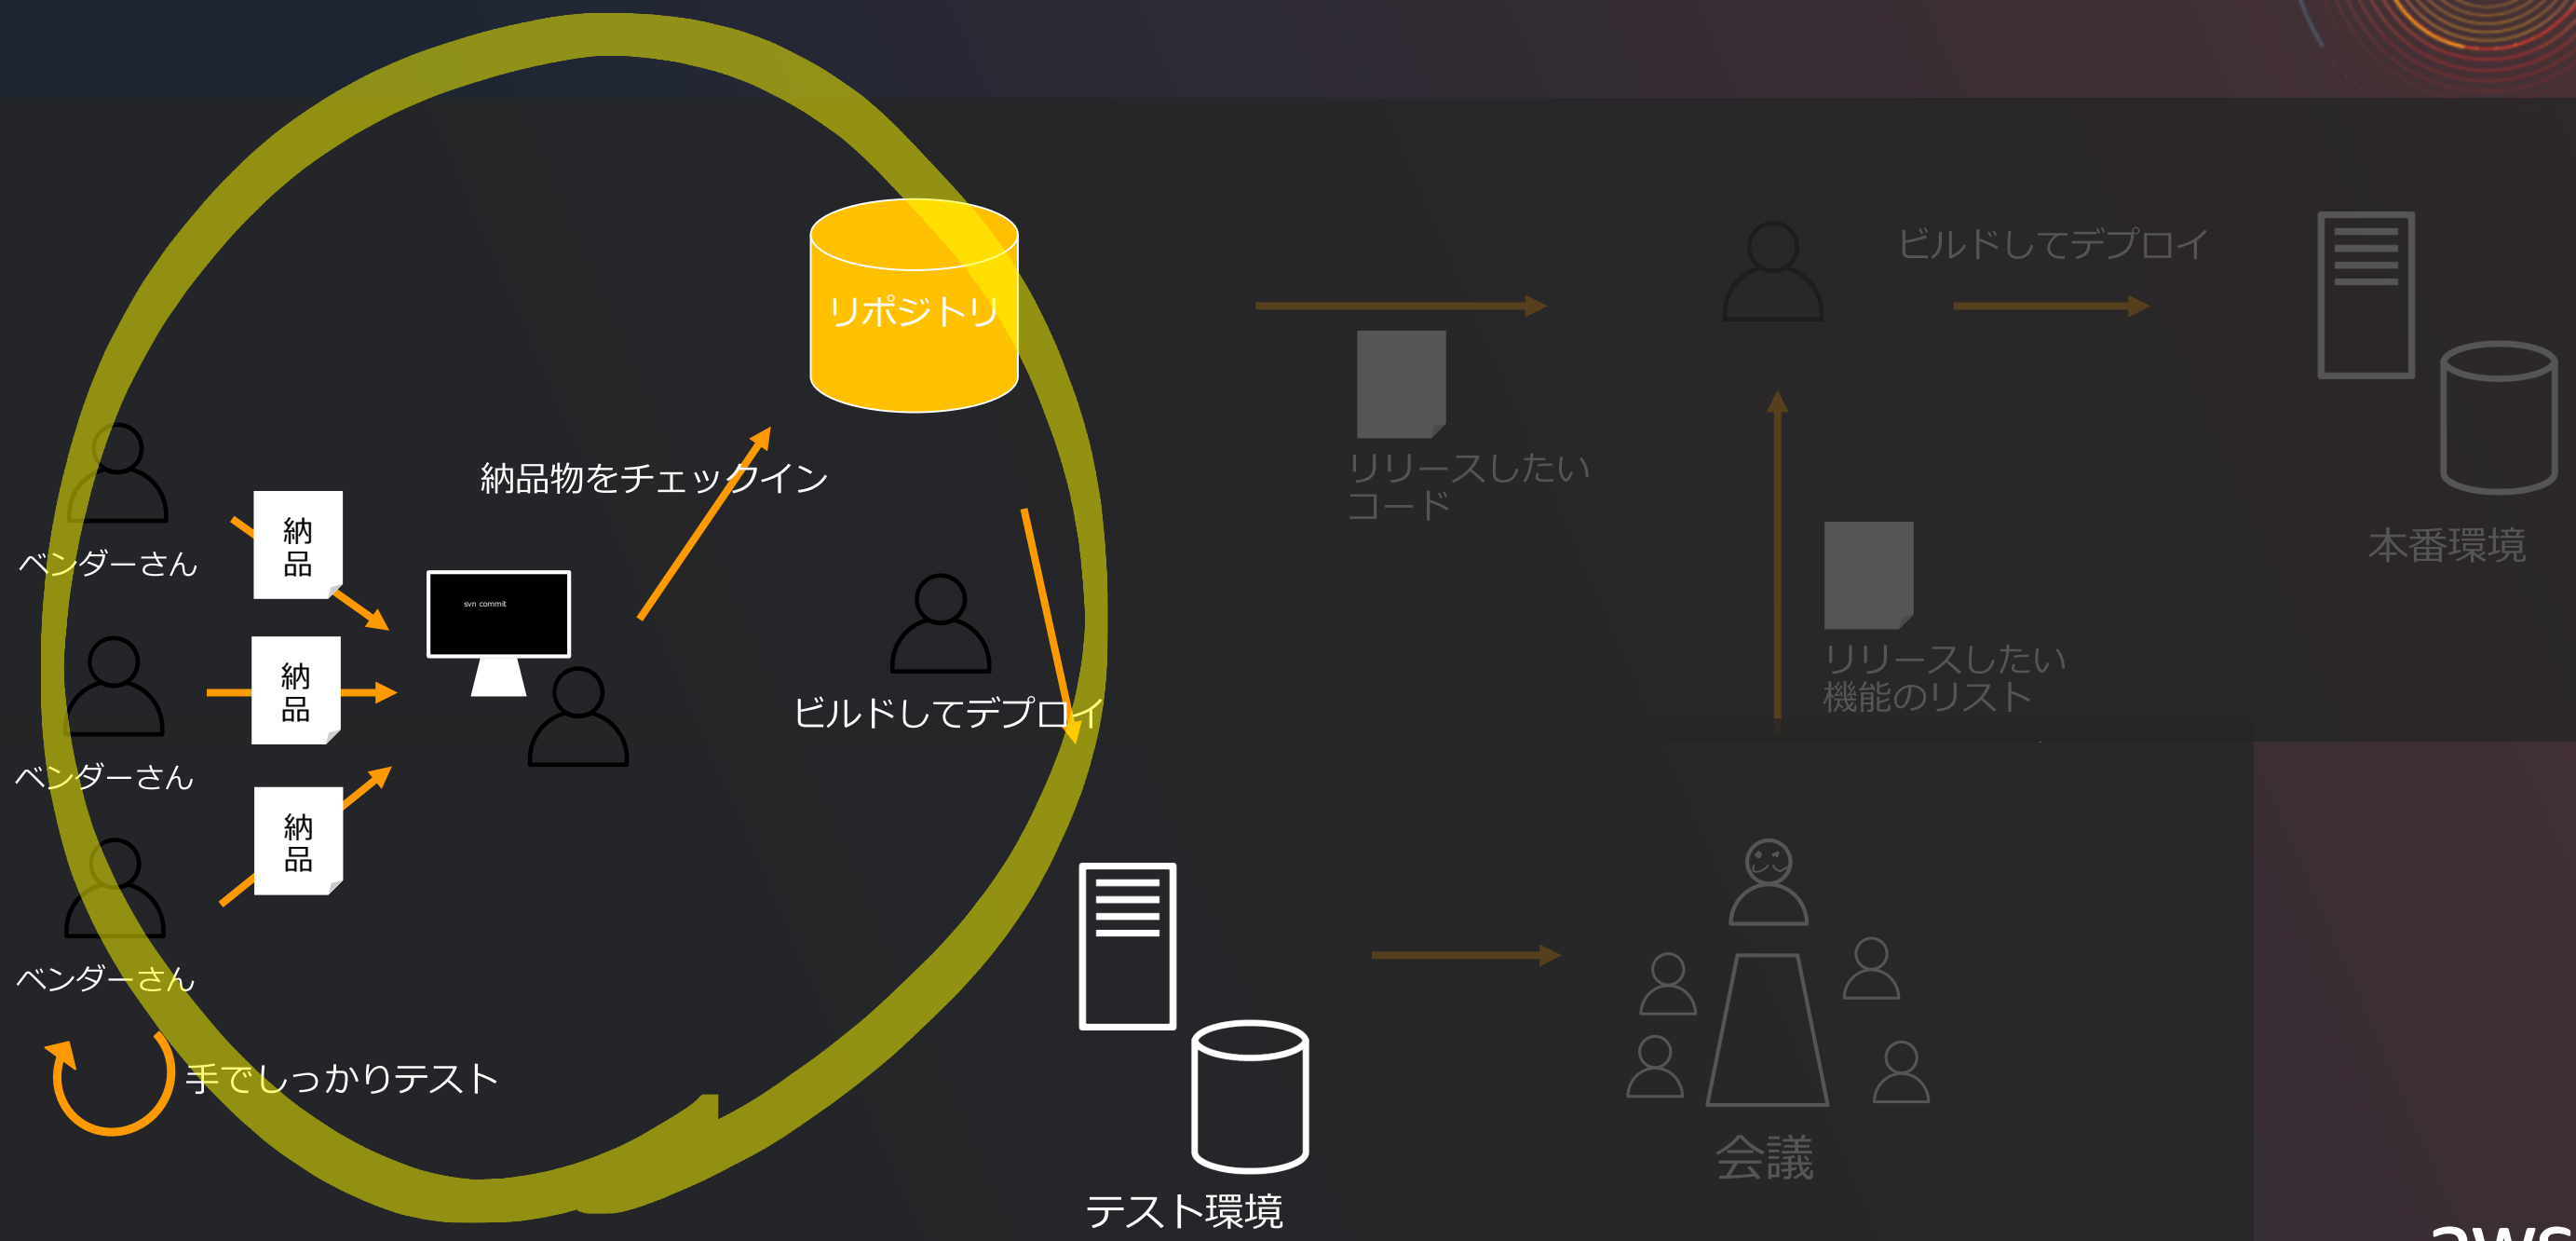 リポジトリ
納品物をチェックイン
ベンダーさん
納
品
svn commit
ベンダーさん
納
品
ビルドしてデプロイ
ベンダーさん
納
品
手でしっかりテスト
テスト環境
ビルドしてデプロイ
リリースしたい
コード
本番環境
リリースしたい
機能のリスト
会議
aws